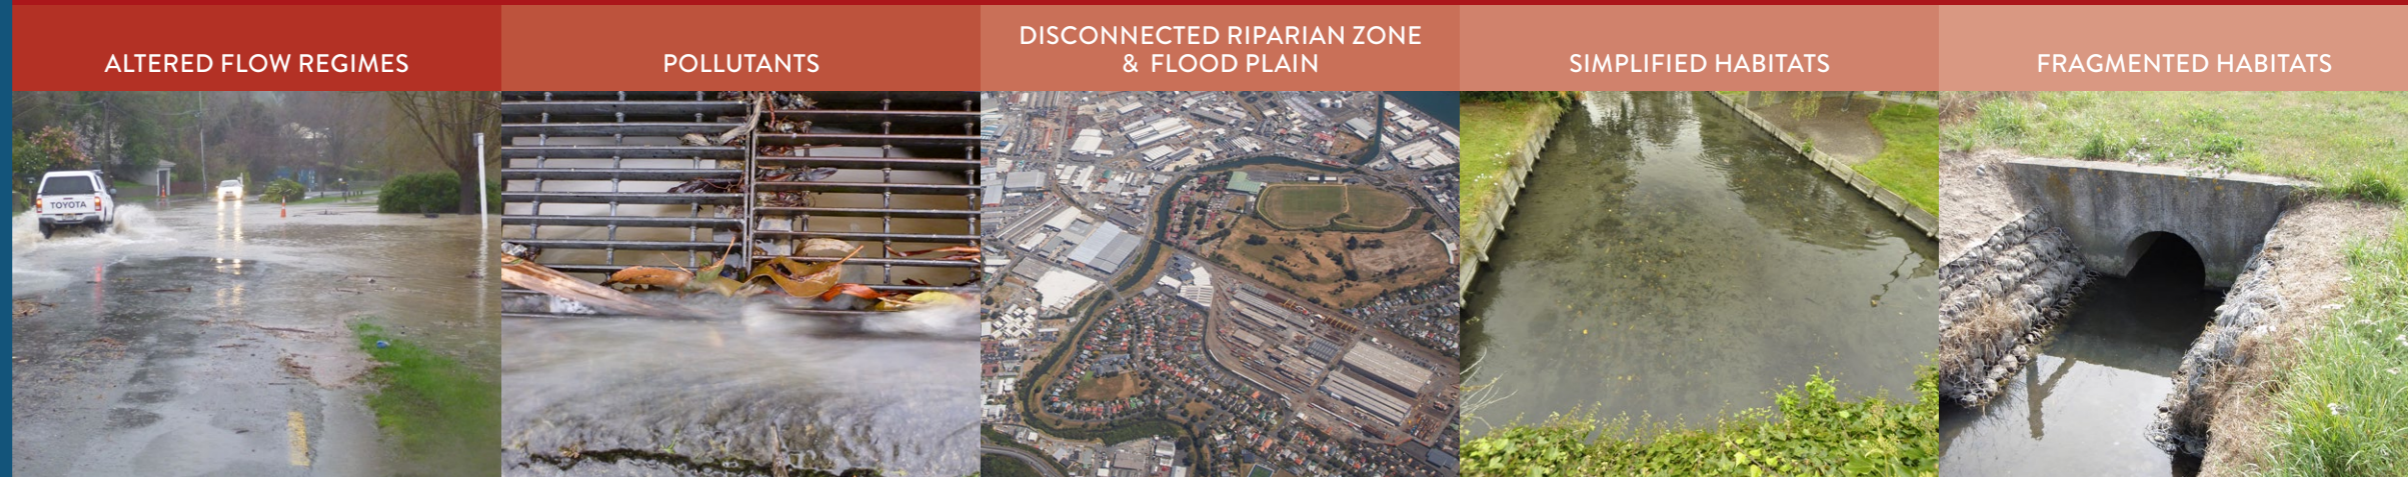 ALTERED FLOW REGIMES
POLLUTANTS
DISCONNECTED RIPARIAN ZONE
& FLOOD PLAIN
SIMPLIFIED HABITATS
FRAGMENTED HABITATS
TOYOTA